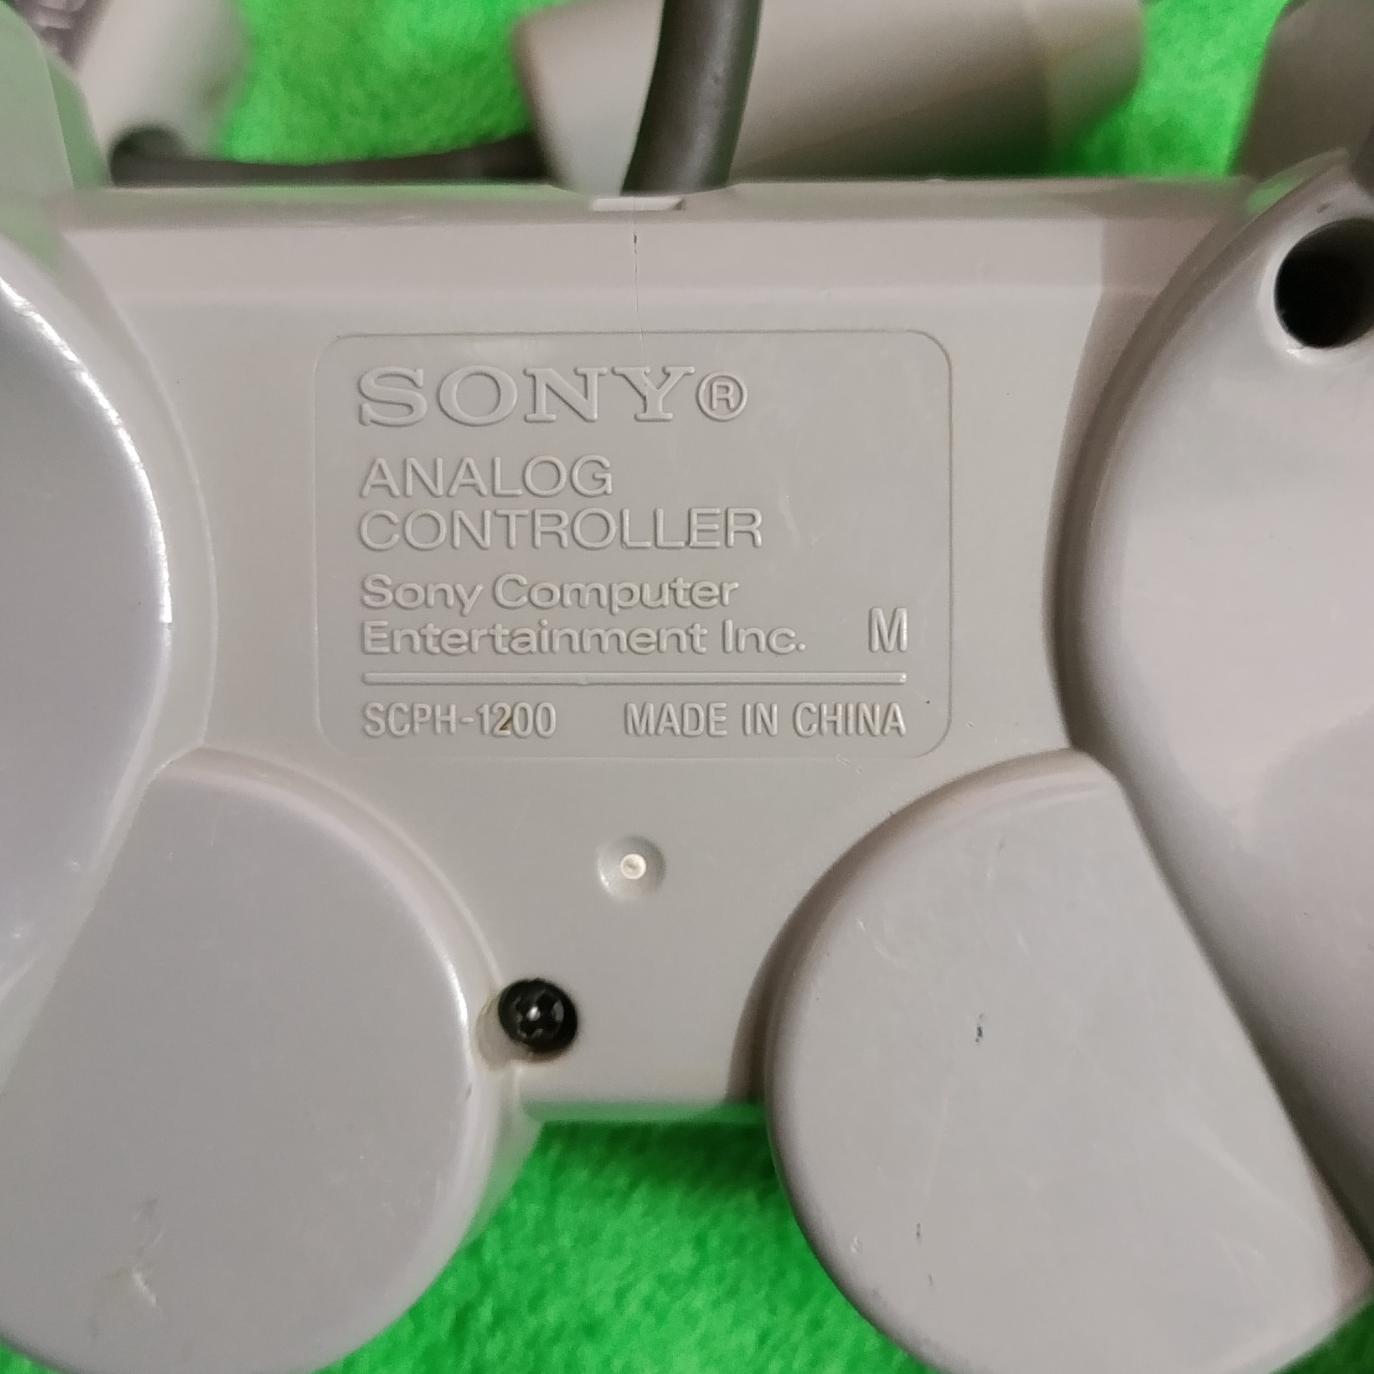 SONY®
ANALOG
CONTROLLER
Sony Computer
Entertainment Inc. M
SCPH-1200 MADE IN CHINA